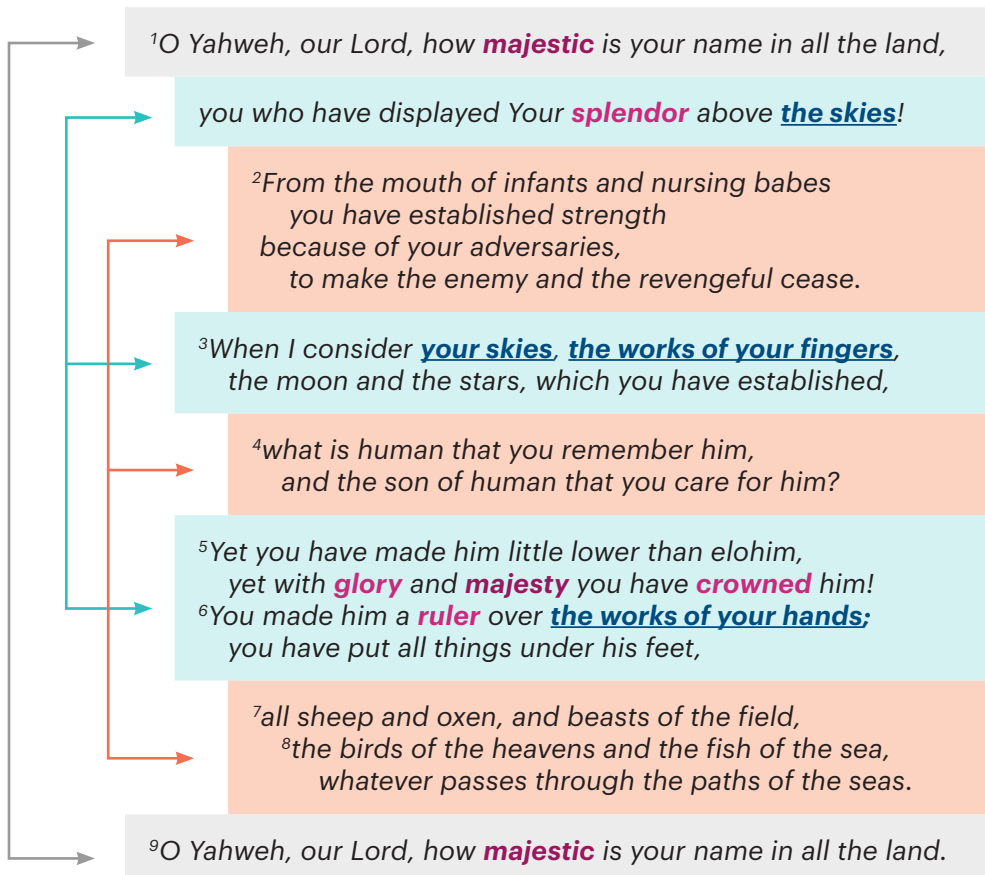 ¹O Yahweh, our Lord, how majestic is your name in all the land,
you who have displayed Your splendor above the skies!
²From the mouth of infants and nursing babes
you have established strength
because of your adversaries,
to make the enemy and the revengeful cease.
³When I consider your skies, the works of your fingers,
the moon and the stars, which you have established,
⁴what is human that you remember him,
and the son of human that you care for him?
⁵Yet you have made him little lower than elohim,
yet with glory and majesty you have crowned him!
⁶You made him a ruler over the works of your hands;
you have put all things under his feet,
⁷all sheep and oxen, and beasts of the field,
⁸the birds of the heavens and the fish of the sea,
whatever passes through the paths of the seas.
⁹O Yahweh, our Lord, how majestic is your name in all the land.